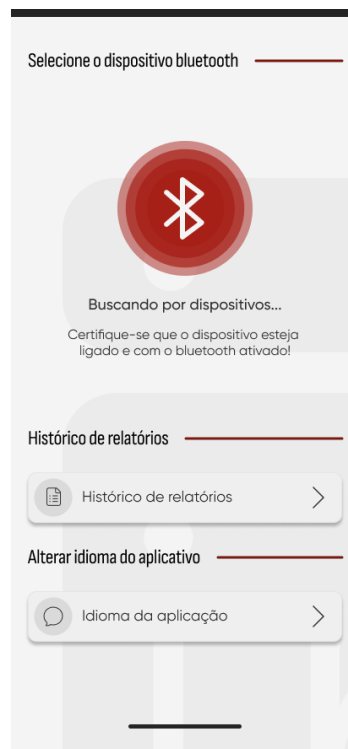 Selecione o dispositivo bluetooth
Buscando por dispositivos...
Certifique-se que o dispositivo esteja
ligado e com o bluetooth ativado!
Histórico de relatórios
Histórico de relatórios
Alterar idioma do aplicativo
Idioma da aplicação